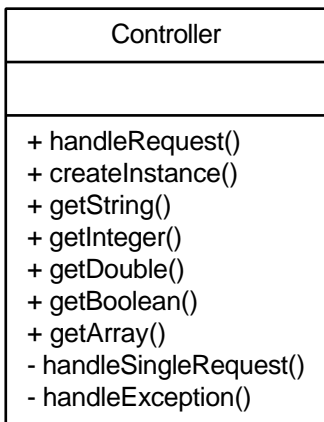 Controller
+ handleRequest()
+ createInstance()
+ getString()
+ getInteger()
+ getDouble()
+ getBoolean()
+ getArray()
- handleSingleRequest()
- handleException()